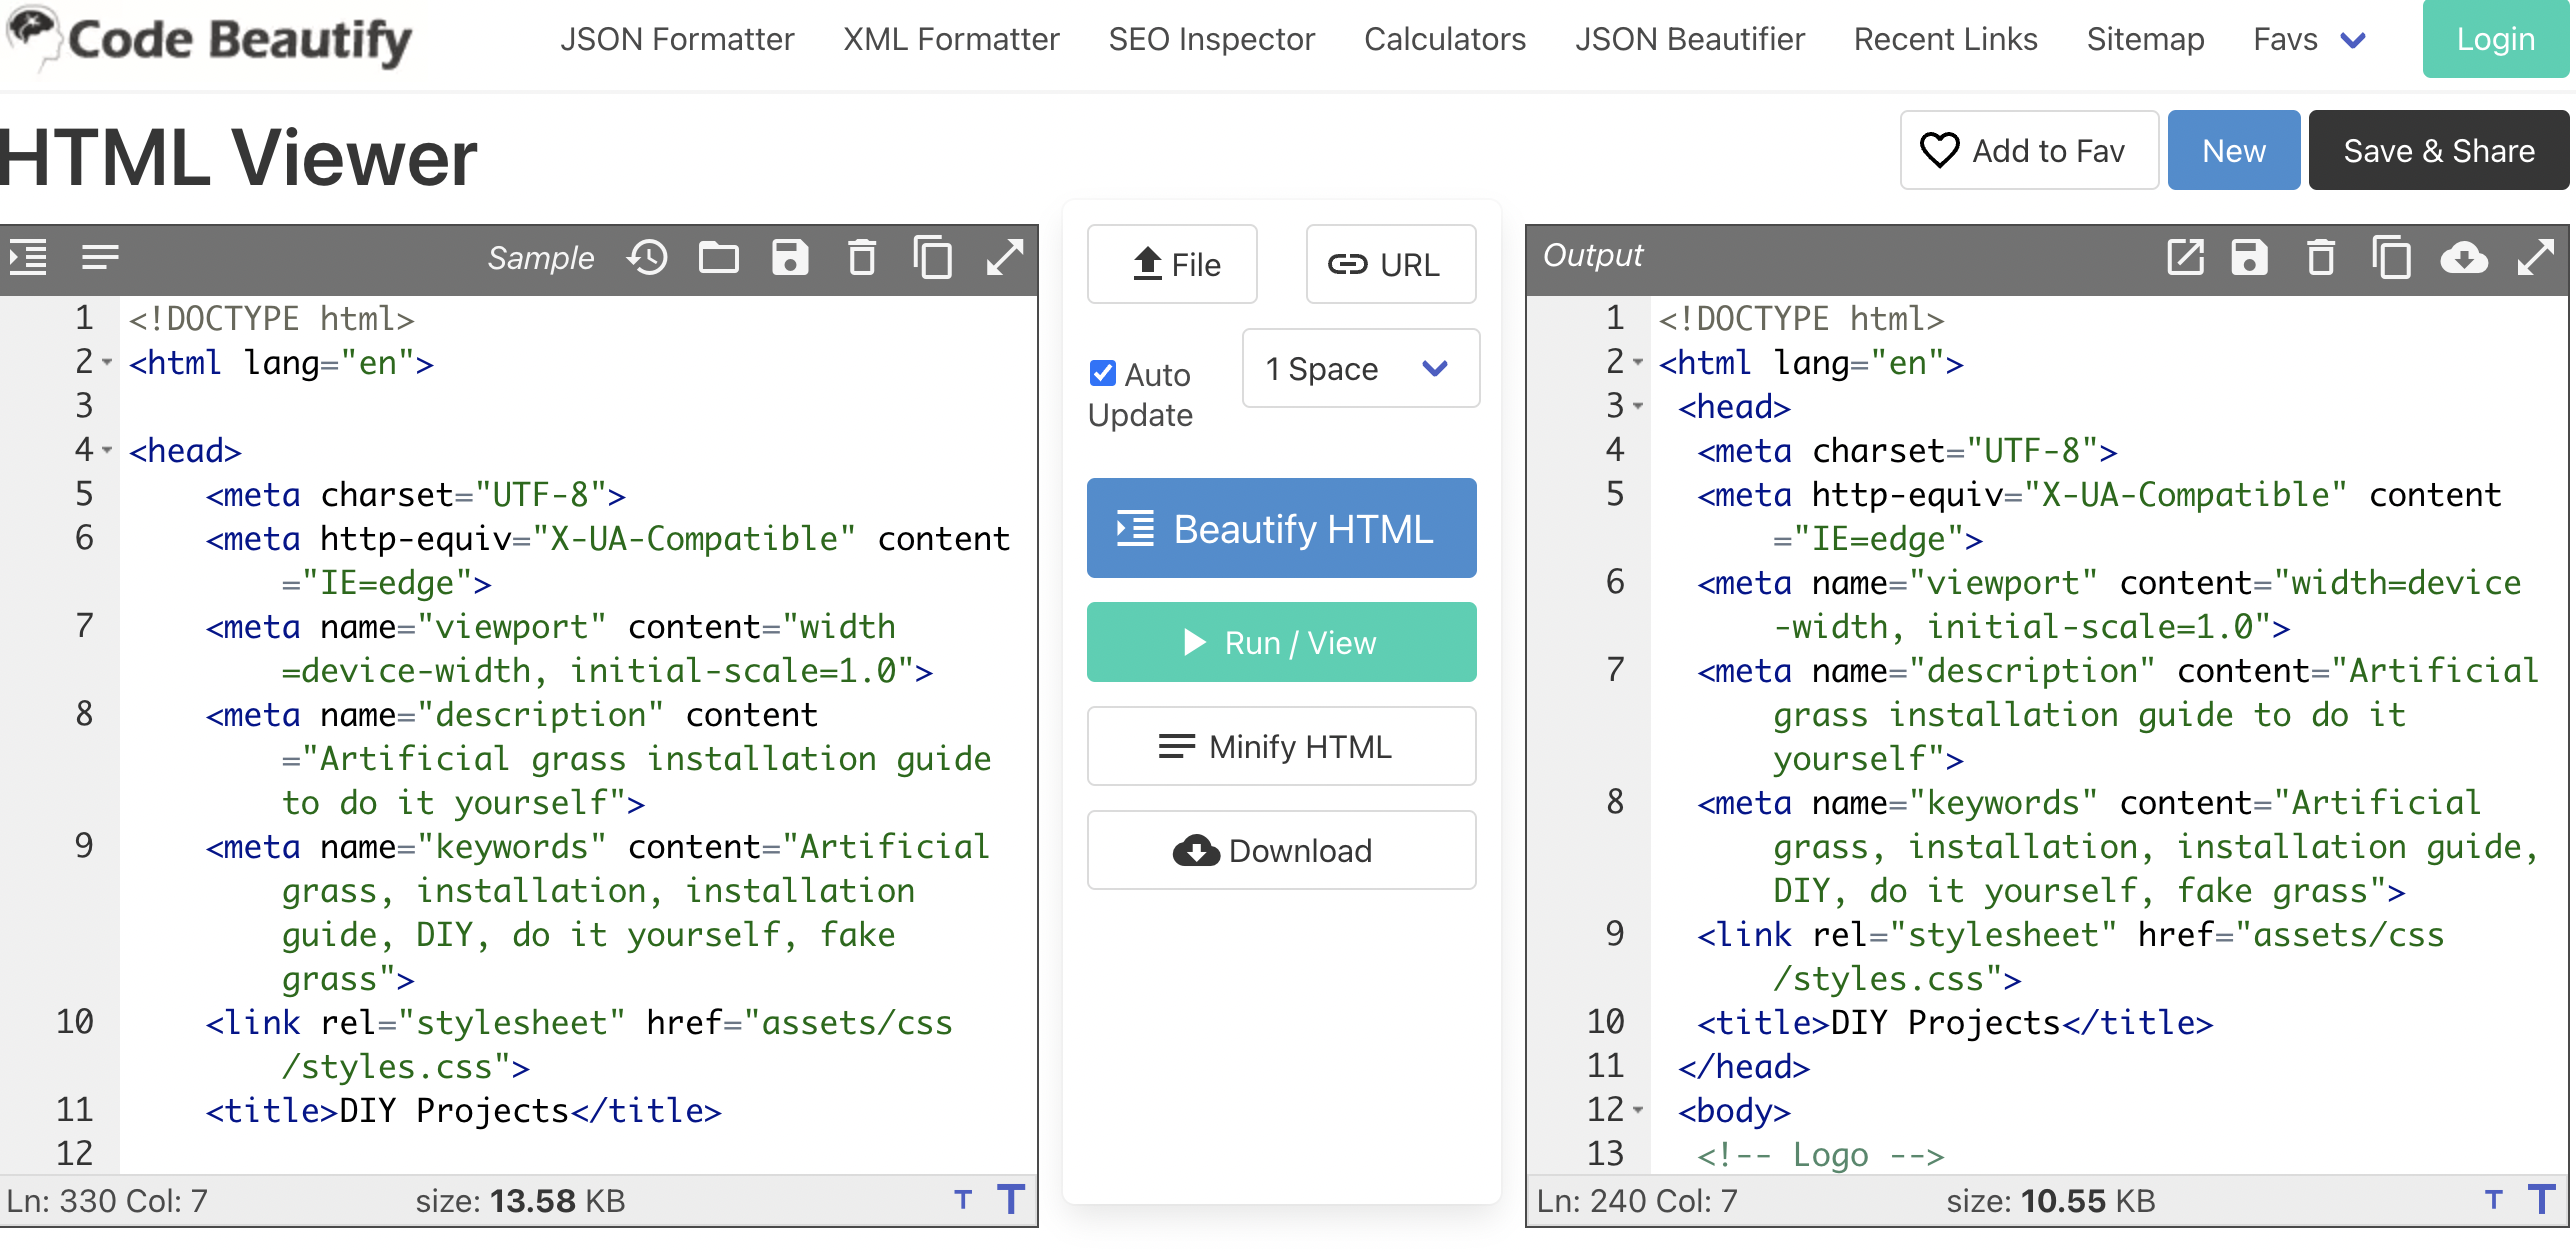 Code Beautify
JSON Formatter XML Formatter SEO Inspector Calculators JSON Beautifier Recent Links Sitemap Favs Login
HTML Viewer
Add to Fav New Save & Share
Sample
1 <!DOCTYPE html>
2 <html lang="en">
3
4 <head>
5 <meta charset="UTF-8">
6 <meta http-equiv="X-UA-Compatible" content
="IE=edge">
7 <meta name="viewport" content="width
=device-width, initial-scale=1.0">
8 <meta name="description" content
="Artificial grass installation guide
to do it yourself">
9 <meta name="keywords" content="Artificial
grass, installation, installation
guide, DIY, do it yourself, fake
grass">
10 <link rel="stylesheet" href="assets/css
/styles.css">
11 <title>DIY Projects</title>
12
Ln: 330 Col: 7 size: 13.58 KB T T
File URL
Auto
Update
1 Space
Beautify HTML
Run / View
Minify HTML
Download
Output
1 <!DOCTYPE html>
2 <html lang="en">
3 <head>
4 <meta charset="UTF-8">
5 <meta http-equiv="X-UA-Compatible" content
="IE=edge">
6 <meta name="viewport" content="width=device
-width, initial-scale=1.0">
7 <meta name="description" content="Artificial
grass installation guide to do it
yourself">
8 <meta name="keywords" content="Artificial
grass, installation, installation guide,
DIY, do it yourself, fake grass">
9 <link rel="stylesheet" href="assets/css
/styles.css">
10 <title>DIY Projects</title>
11 </head>
12 <body>
13 <!-- Logo -->
Ln: 240 Col: 7 size: 10.55 KB T T